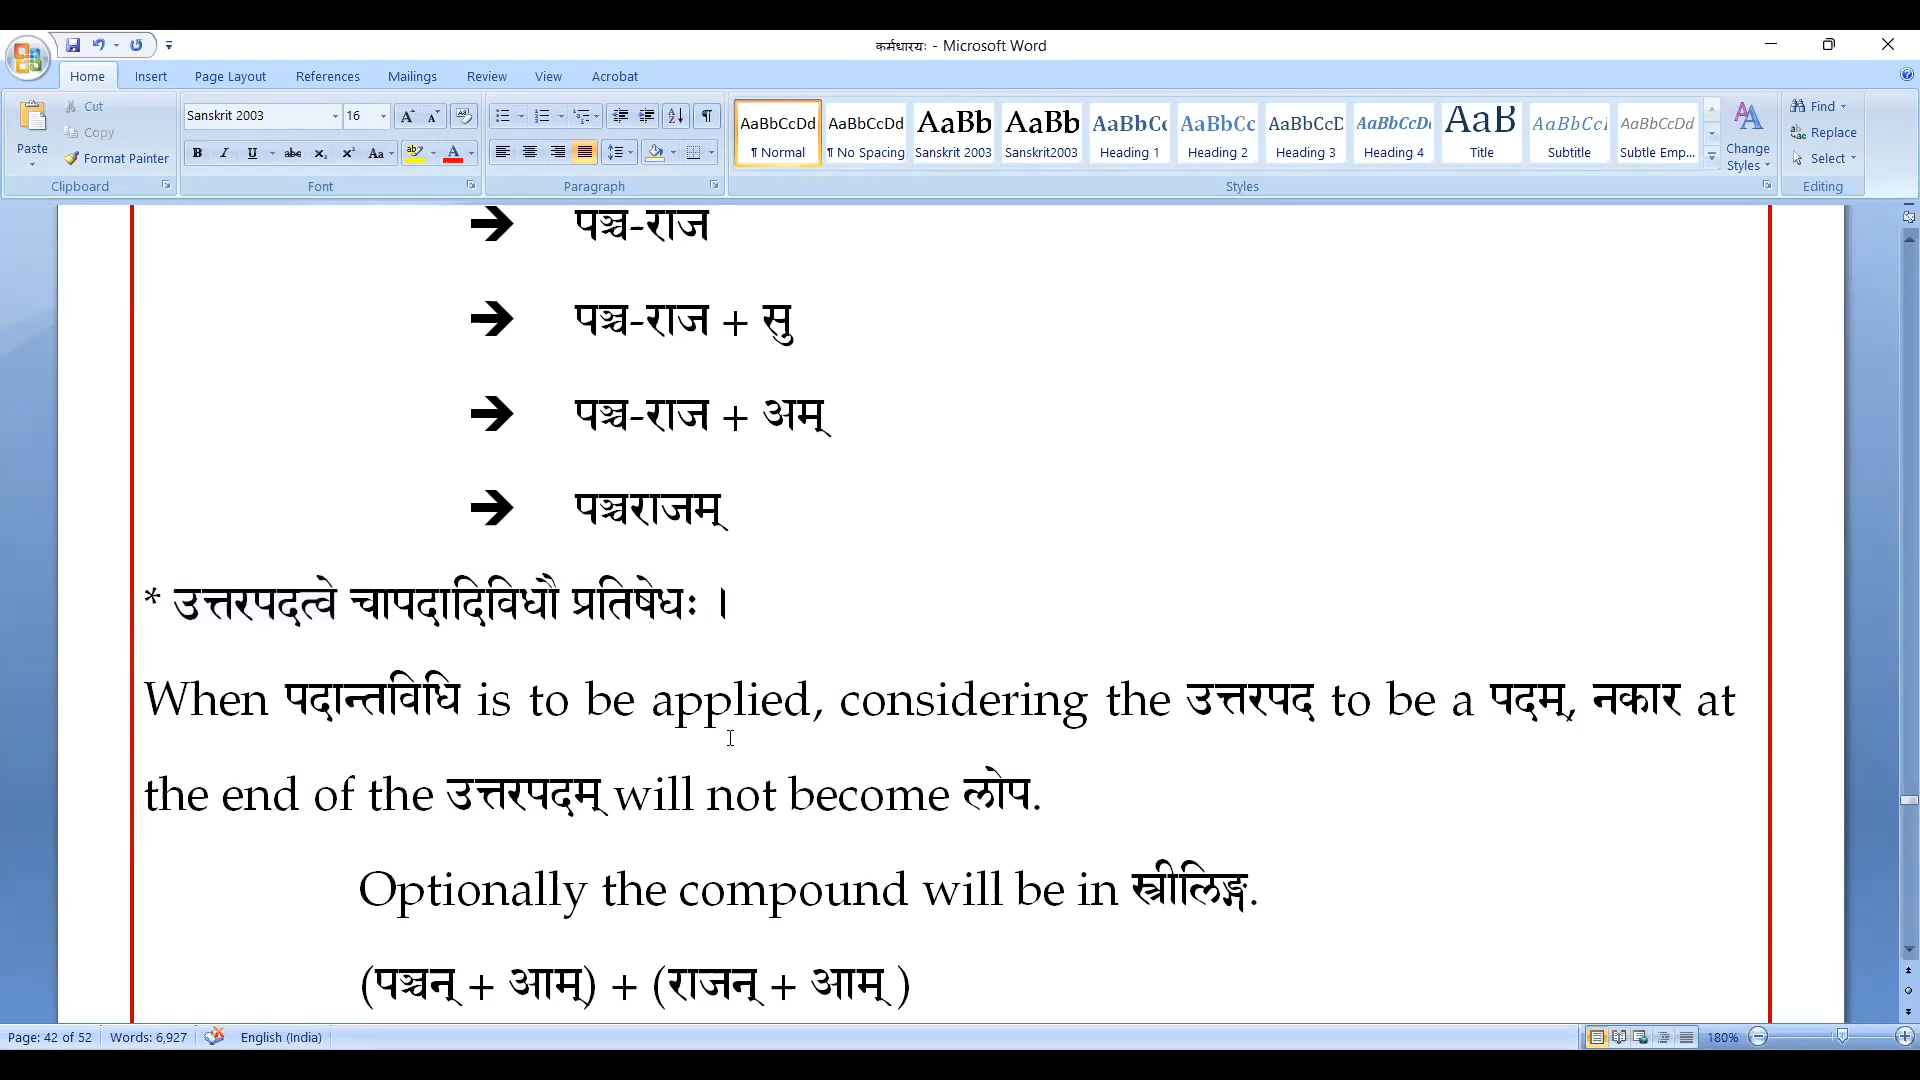 कर्मधारयः - Microsoft Word
Home Insert Page Layout References Mailings Review View Acrobat
Paste
Cut
Copy
Format Painter
Clipboard
Sanskrit 2003 16
B I U abc x₂ x² Aa
Font
Paragraph
AaBbCcDd AaBbCcDd AaBb AaBb AaBbCc AaBbCc AaBbCcD AaBbCcD AaB AaBbCcI AaBbCcDd
¶ Normal ¶ No Spacing Sanskrit 2003 Sanskrit2003 Heading 1 Heading 2 Heading 3 Heading 4 Title Subtitle Subtle Emp...
Change Styles
Styles
Find
Replace
Select
Editing
➔ पञ्च-राज
➔ पञ्च-राज + सु
➔ पञ्च-राज + अम्
➔ पञ्चराजम्
* उत्तरपदत्वे चापदादिविधौ प्रतिषेधः ।
When पदान्तविधि is to be applied, considering the उत्तरपद to be a पदम्, नकार at
the end of the उत्तरपदम् will not become लोप.
Optionally the compound will be in स्त्रीलिङ्ग.
(पञ्चन् + आम्) + (राजन् + आम् )
Page: 42 of 52 Words: 6,927 English (India) 180%